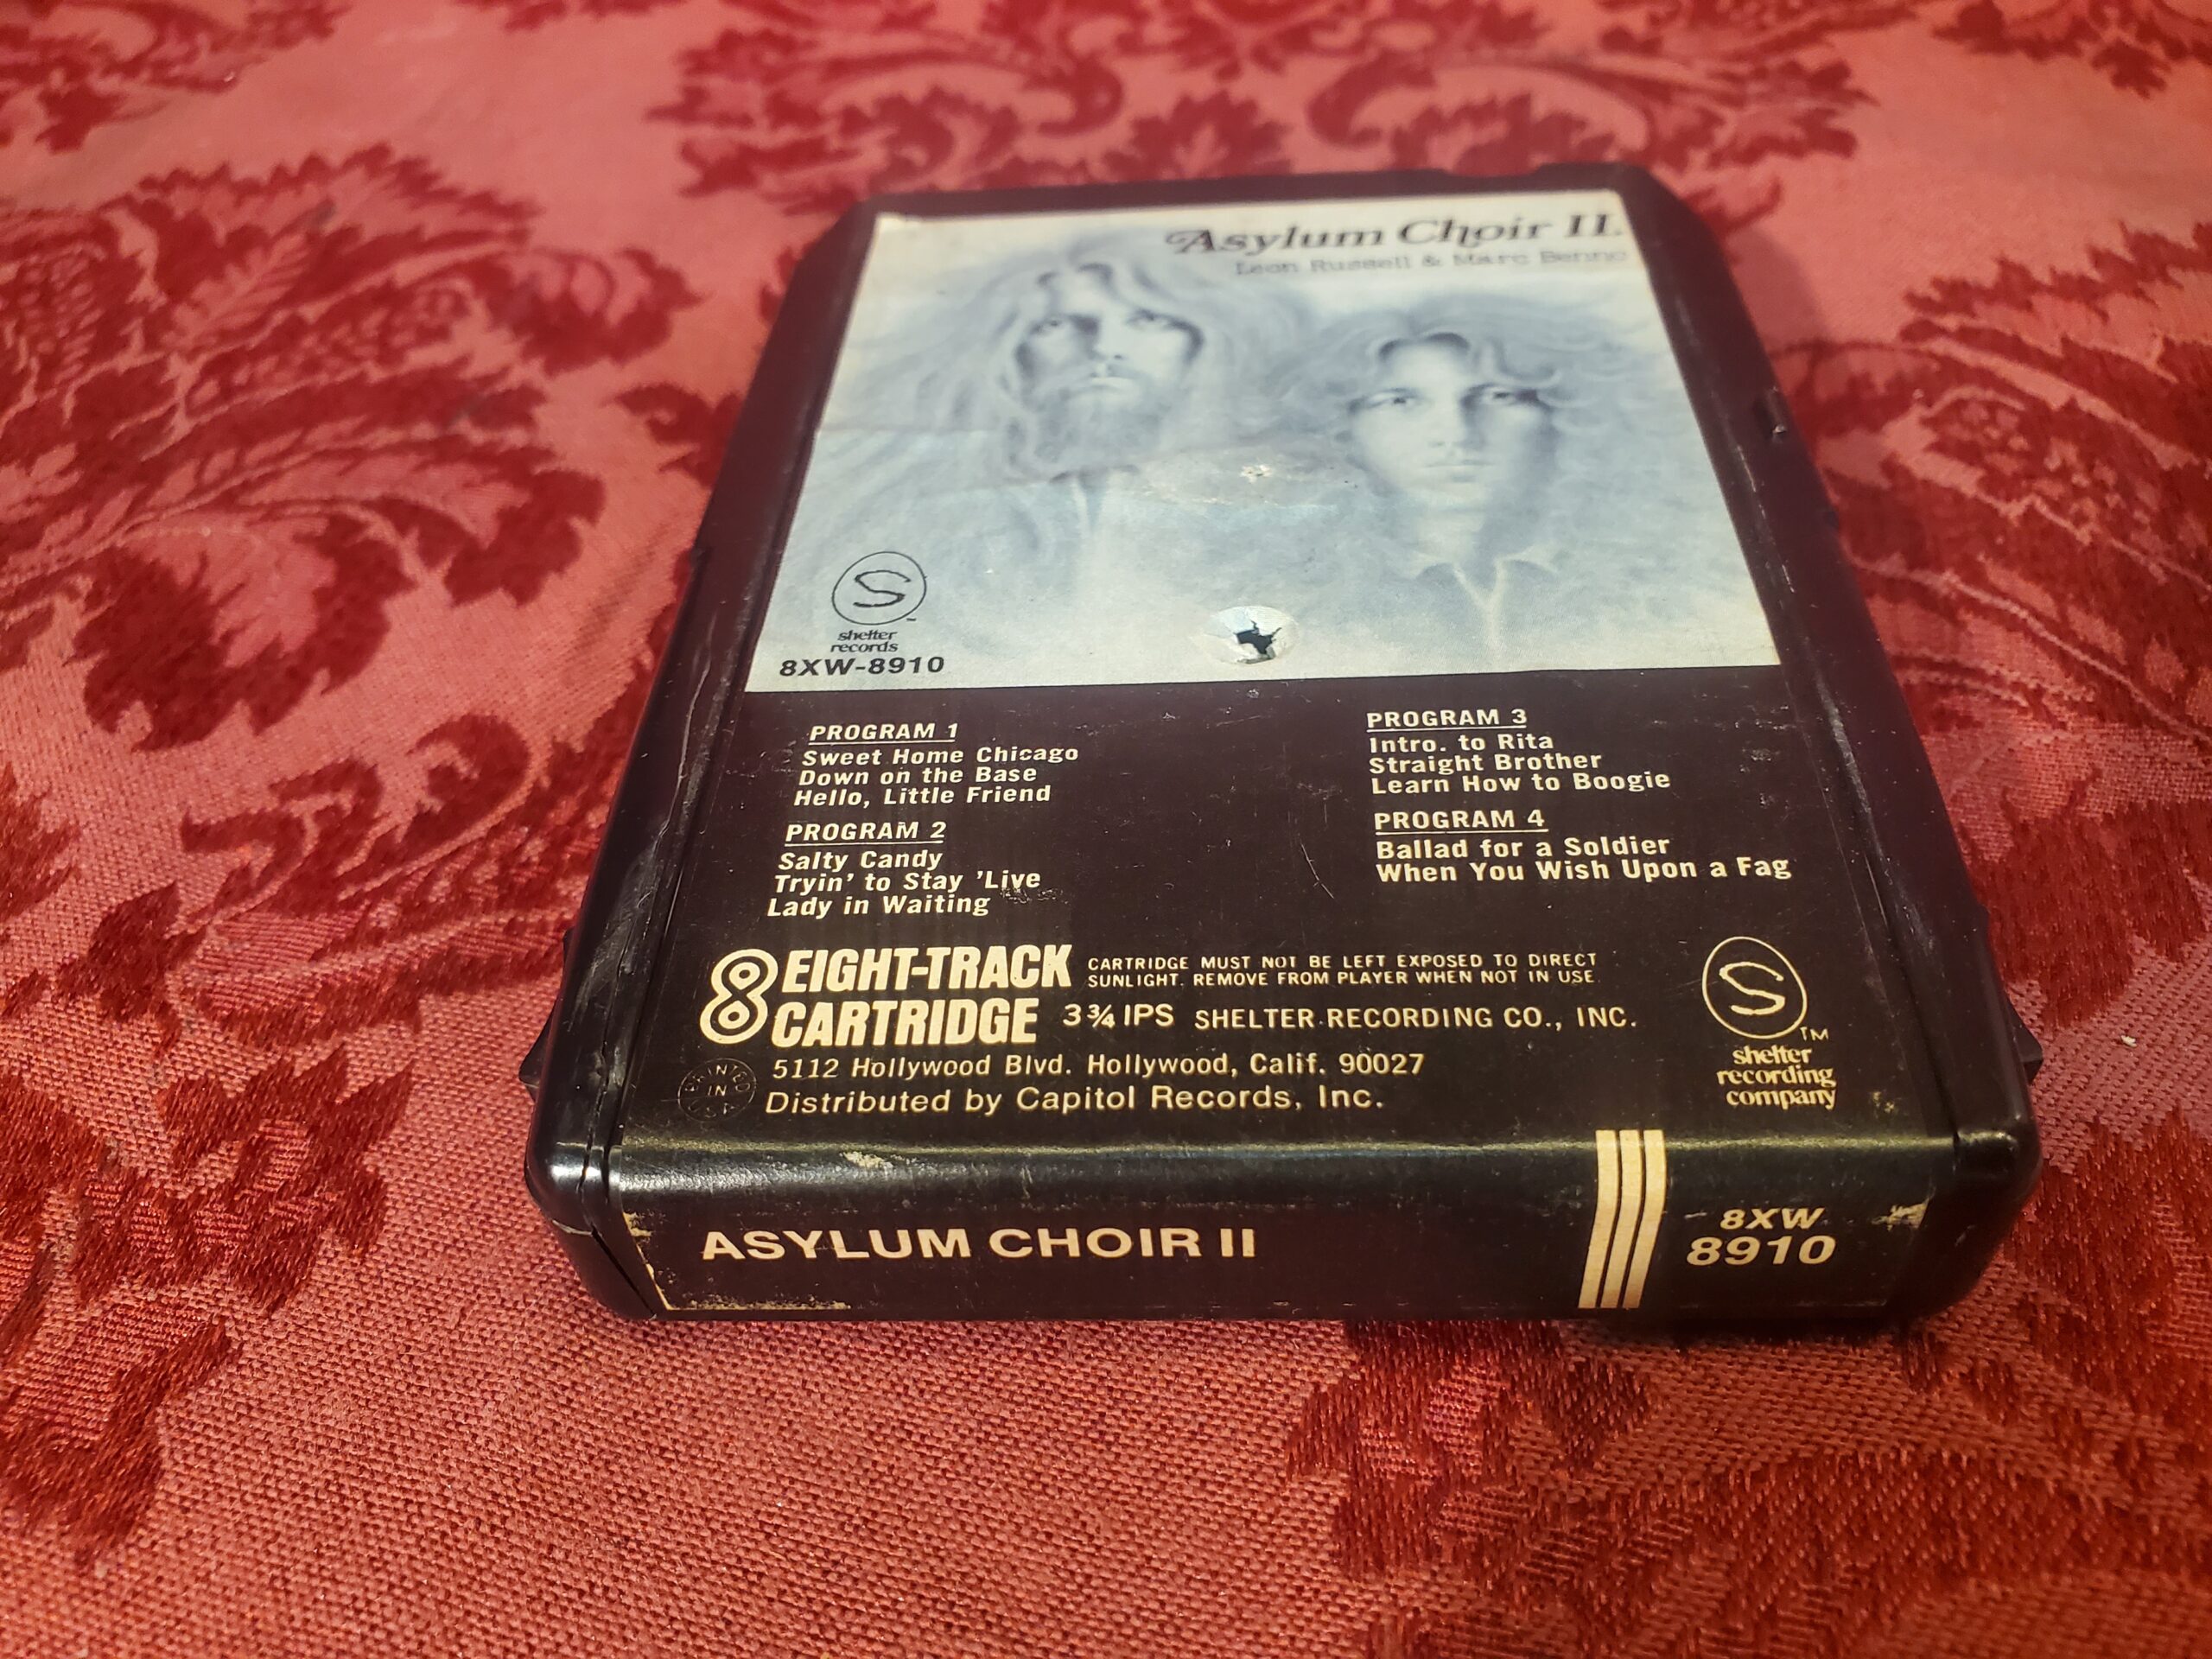 Asylum Choir II
Leon Russell & Marc Benno
S
shelter
records
8XW-8910
PROGRAM 1
Sweet Home Chicago
Down on the Base
Hello, Little Friend
PROGRAM 2
Salty Candy
Tryin' to Stay 'Live
Lady in Waiting
PROGRAM 3
Intro. to Rita
Straight Brother
Learn How to Boogie
PROGRAM 4
Ballad for a Soldier
When You Wish Upon a Fag
8 EIGHT-TRACK
CARTRIDGE
CARTRIDGE MUST NOT BE LEFT EXPOSED TO DIRECT
SUNLIGHT. REMOVE FROM PLAYER WHEN NOT IN USE.
3¾ IPS SHELTER RECORDING CO., INC.
5112 Hollywood Blvd. Hollywood, Calif. 90027
Distributed by Capitol Records, Inc.
PRINTED
IN
U.S.A.
S
TM
shelter
recording
company
ASYLUM CHOIR II
8XW
8910